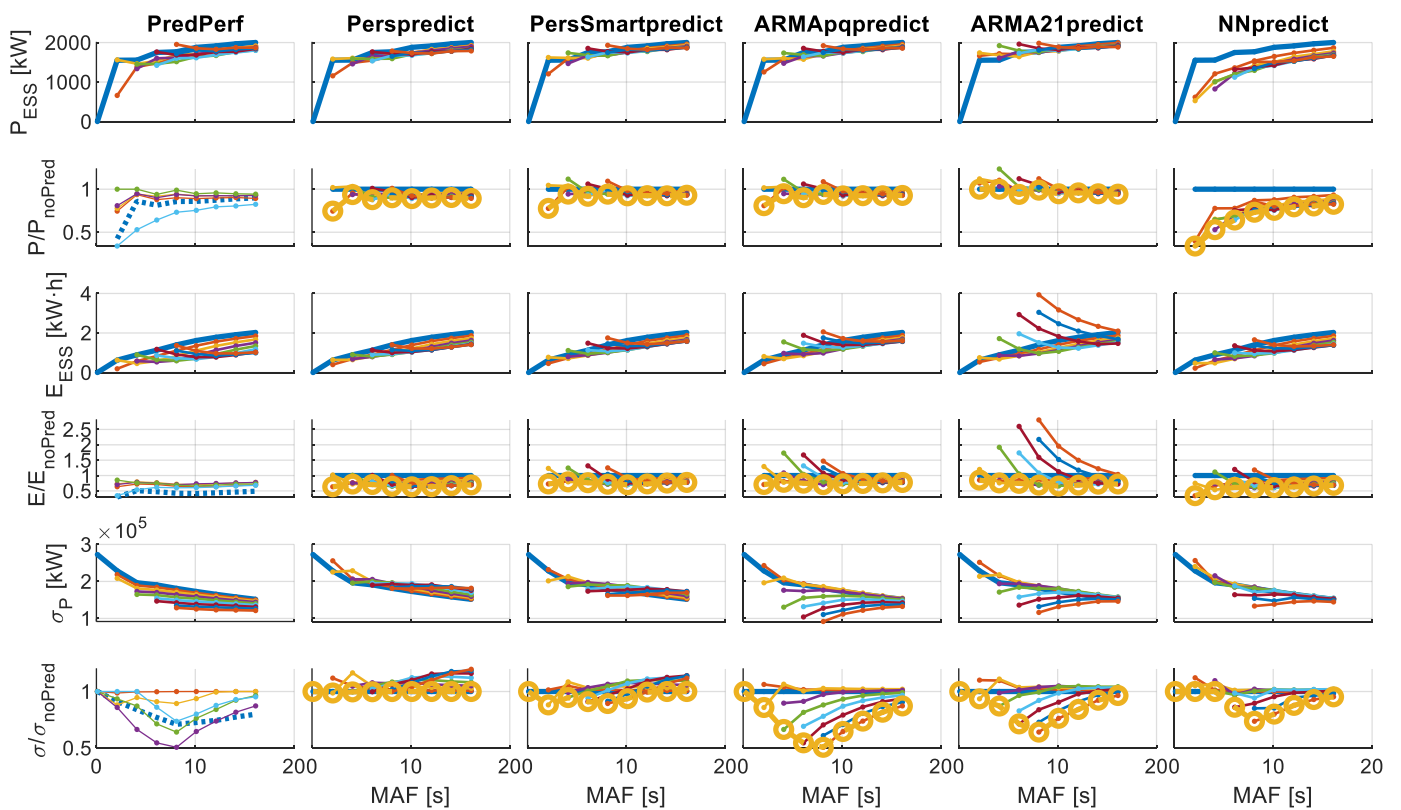 PredPerf Perspredict PersSmartpredict ARMApqpredict ARMA21predict NNpredict
2000
1000
0
P_ESS [kW]
1
0.5
P/P_noPred
4
2
0
E_ESS [kW·h]
2.5
2
1.5
1
0.5
E/E_noPred
× 10^5
3
2
1
σ_P [kW]
1
0.5
σ/σ_noPred
0 10 200 10 200 10 200 10 200 10 200 10 20
MAF [s] MAF [s] MAF [s] MAF [s] MAF [s]